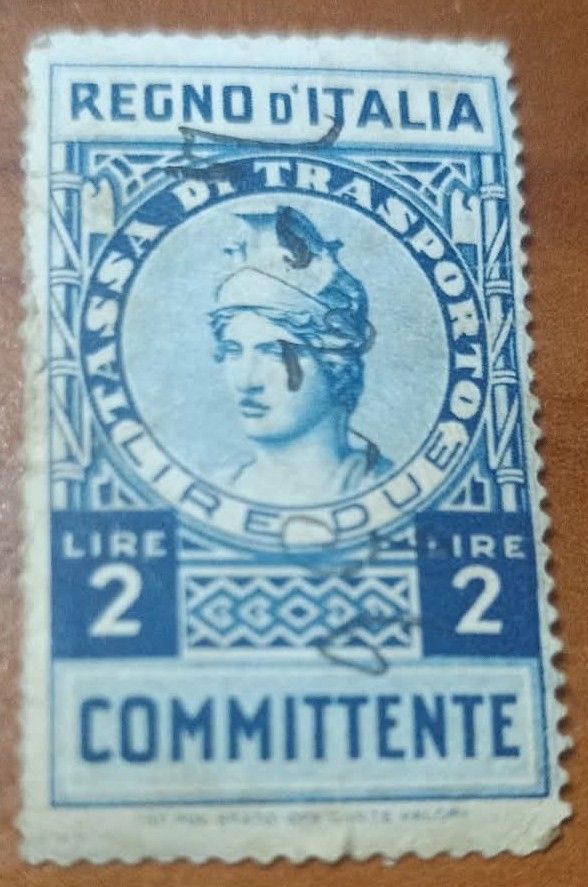 REGNO D'ITALIA
TASSA DI TRASPORTO
LIRE DUE
LIRE LIRE
2 2
COMMITTENTE